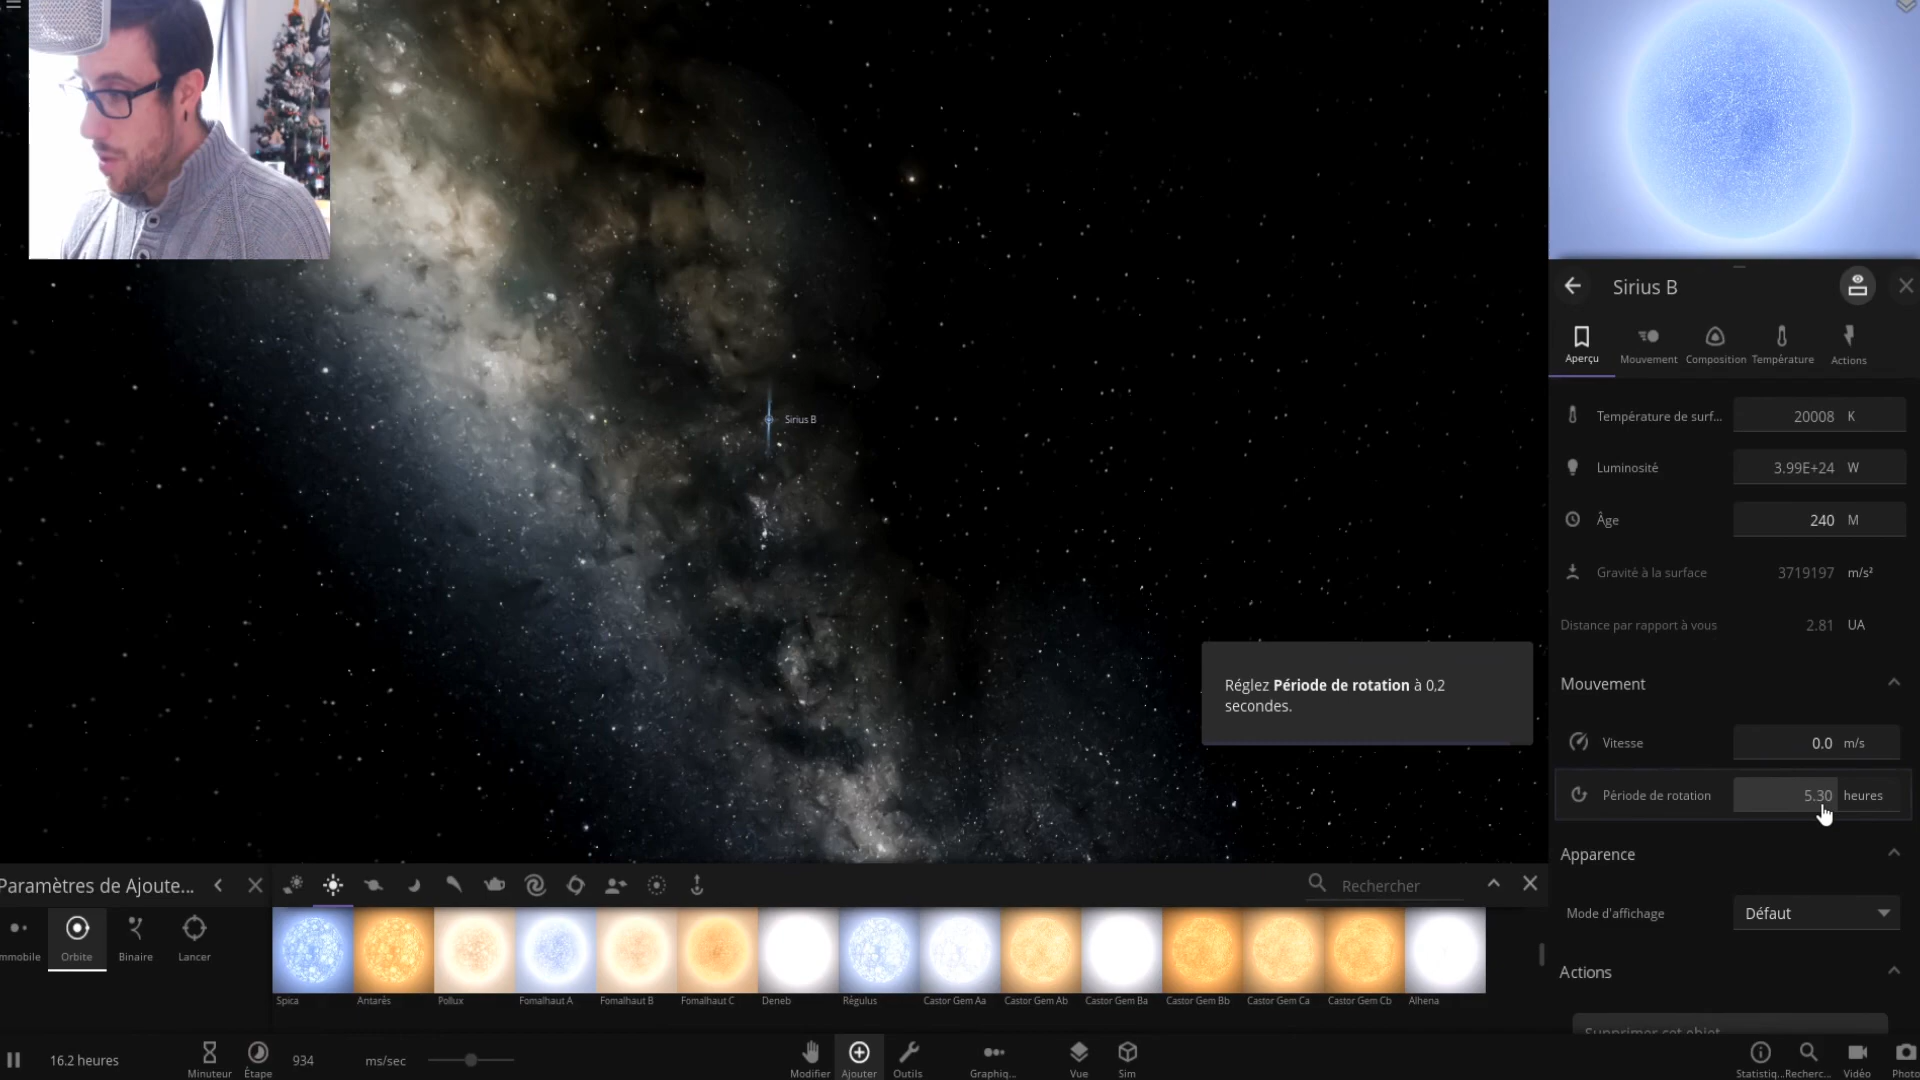 Sirius B
Aperçu
Mouvement
Composition
Température
Actions
Température de surf... 20008 K
Luminosité 3.99E+24 W
Âge 240 M
Gravité à la surface 3719197 m/s²
Distance par rapport à vous 2.81 UA
Mouvement
Vitesse 0.0 m/s
Période de rotation 5.30 heures
Apparence
Mode d'affichage Défaut
Actions
Supprimer cet objet
Sirius B
Réglez Période de rotation à 0,2
secondes.
Paramètres de Ajoute...
mmobile
Orbite
Binaire
Lancer
Rechercher
Spica
Antarès
Pollux
Fomalhaut A
Fomalhaut B
Fomalhaut C
Deneb
Régulus
Castor Gem Aa
Castor Gem Ab
Castor Gem Ba
Castor Gem Bb
Castor Gem Ca
Castor Gem Cb
Alhena
16.2 heures
Minuteur
Étape
934 ms/sec
Modifier
Ajouter
Outils
Graphiq...
Vue
Sim
Statistiq...
Recherc...
Vidéo
Photo